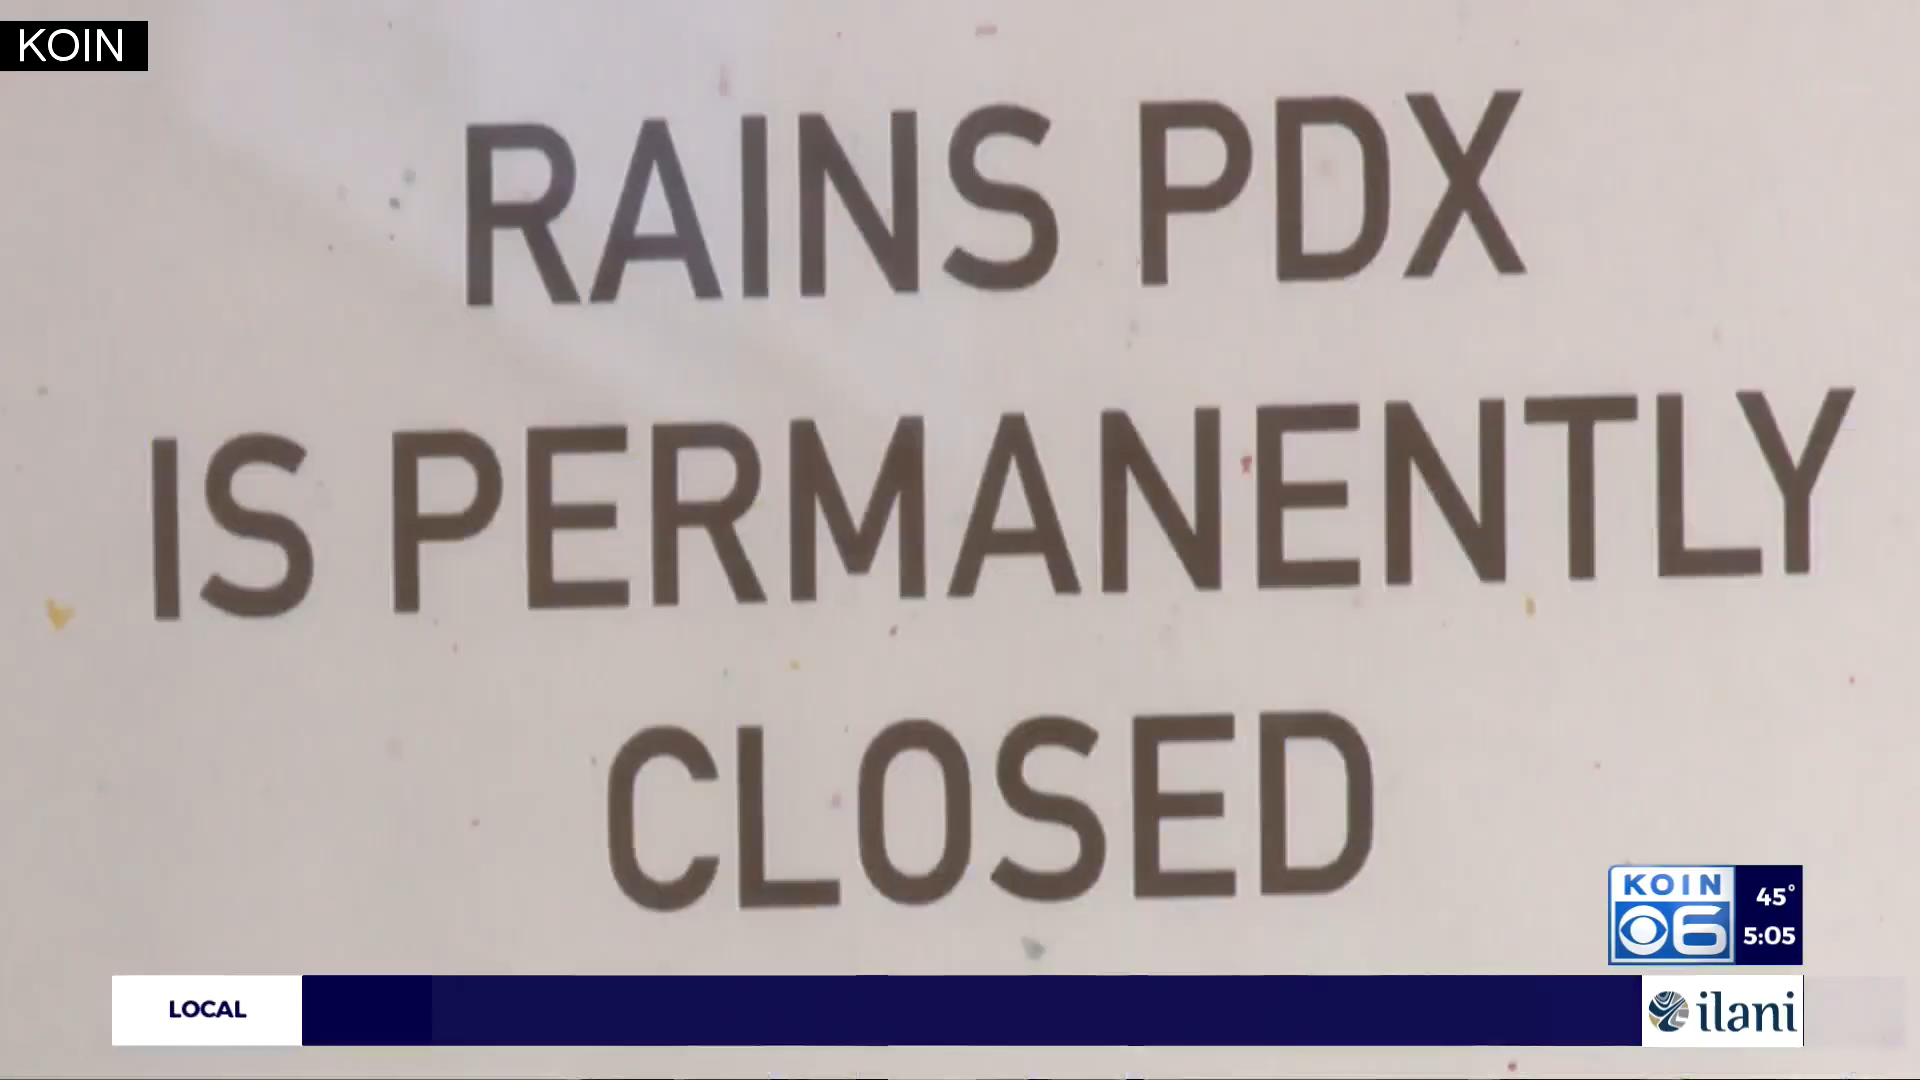 KOIN
RAINS PDX
IS PERMANENTLY
CLOSED
KOIN
6
45°
5:05
LOCAL
ilani